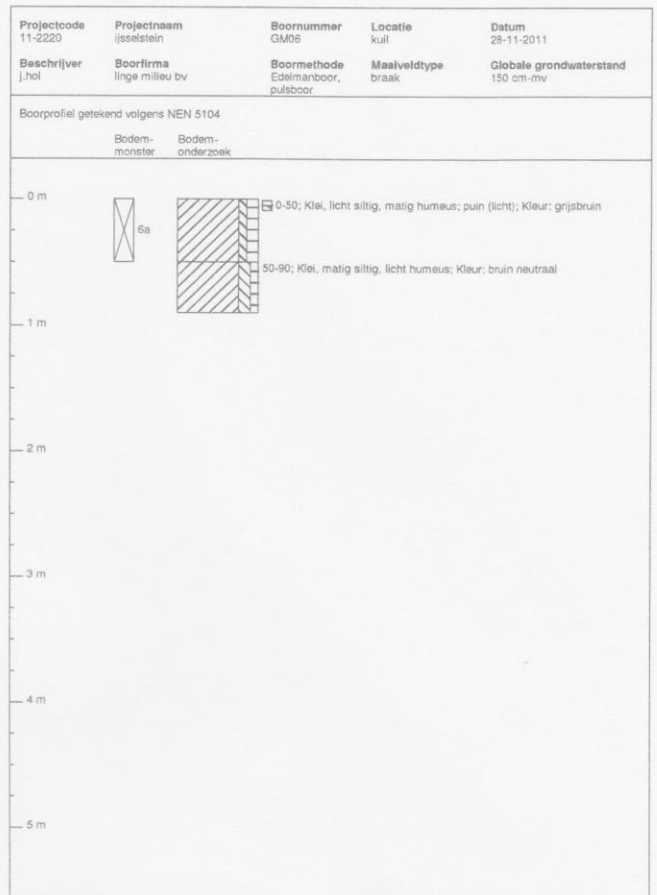 Projectcode Projectnaam Boornummer Locatie Datum
11-2220 ijsselstein GM06 kuil 28-11-2011
Beschrijver Boorfirma Boormethode Maaiveldtype Globale grondwaterstand
j.hol linge milieu bv Edelmanboor, braak 150 cm-mv
pulsboor
Boorprofiel getekend volgens NEN 5104
Bodem- Bodem-
monster onderzoek
0 m
0-50; Klei, licht siltig, matig humeus; puin (licht); Kleur: grijsbruin
6a
50-90; Klei, matig siltig, licht humeus; Kleur: bruin neutraal
1 m
2 m
3 m
4 m
5 m